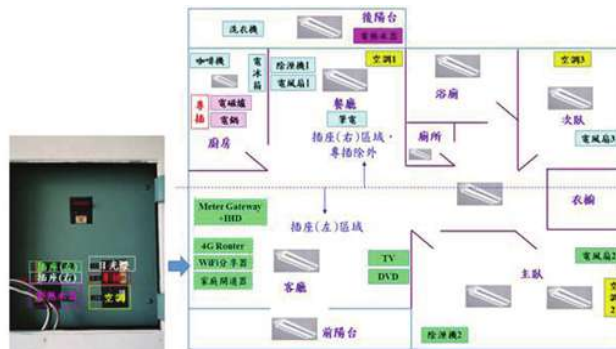 後陽台
洗衣機
電熱水器
咖啡機
電冰箱
除溼機1
電風扇1
空調1
空調3
專插
電磁爐
電鍋
餐廳
筆電
浴廁
次臥
廚房
插座(右)區域，
專插除外
廁所
電風扇3
衣櫥
Meter Gateway
+IHD
插座(左)區域
4G Router
WiFi分享器
家庭閘道器
TV
DVD
客廳
電風扇2
主臥
空調2
除溼機2
前陽台
插座(左)
插座(右)
日光燈
空調